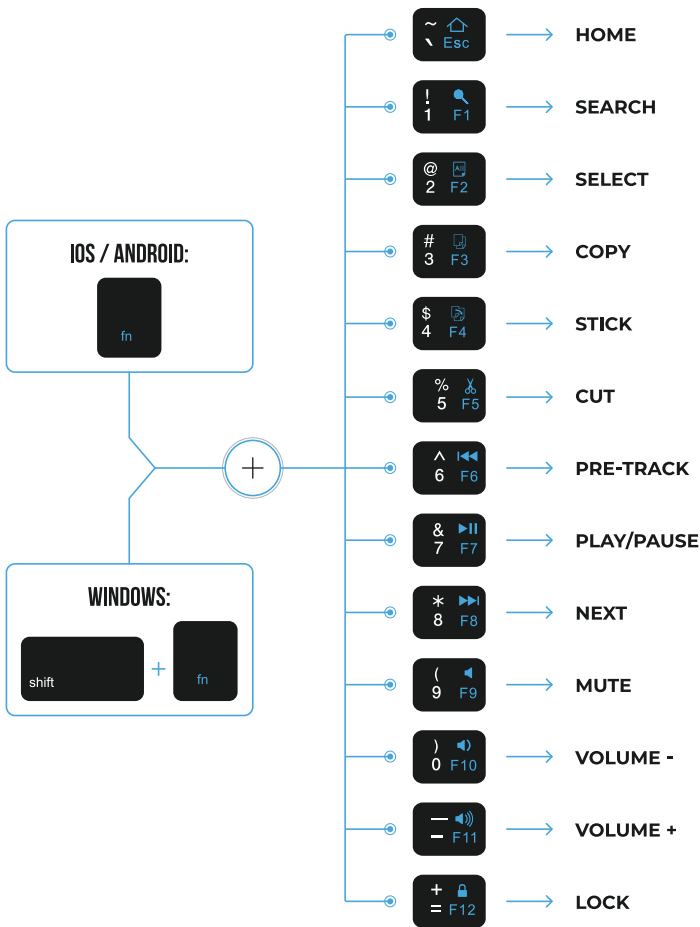 ~
` Esc
HOME
!
1 F1
SEARCH
@
2 F2
SELECT
#
3 F3
COPY
$
4 F4
STICK
%
5 F5
CUT
^
6 F6
PRE-TRACK
&
7 F7
PLAY/PAUSE
*
8 F8
NEXT
(
9 F9
MUTE
)
0 F10
VOLUME -
—
- F11
VOLUME +
+
= F12
LOCK
IOS / ANDROID:
fn
+
WINDOWS:
shift + fn